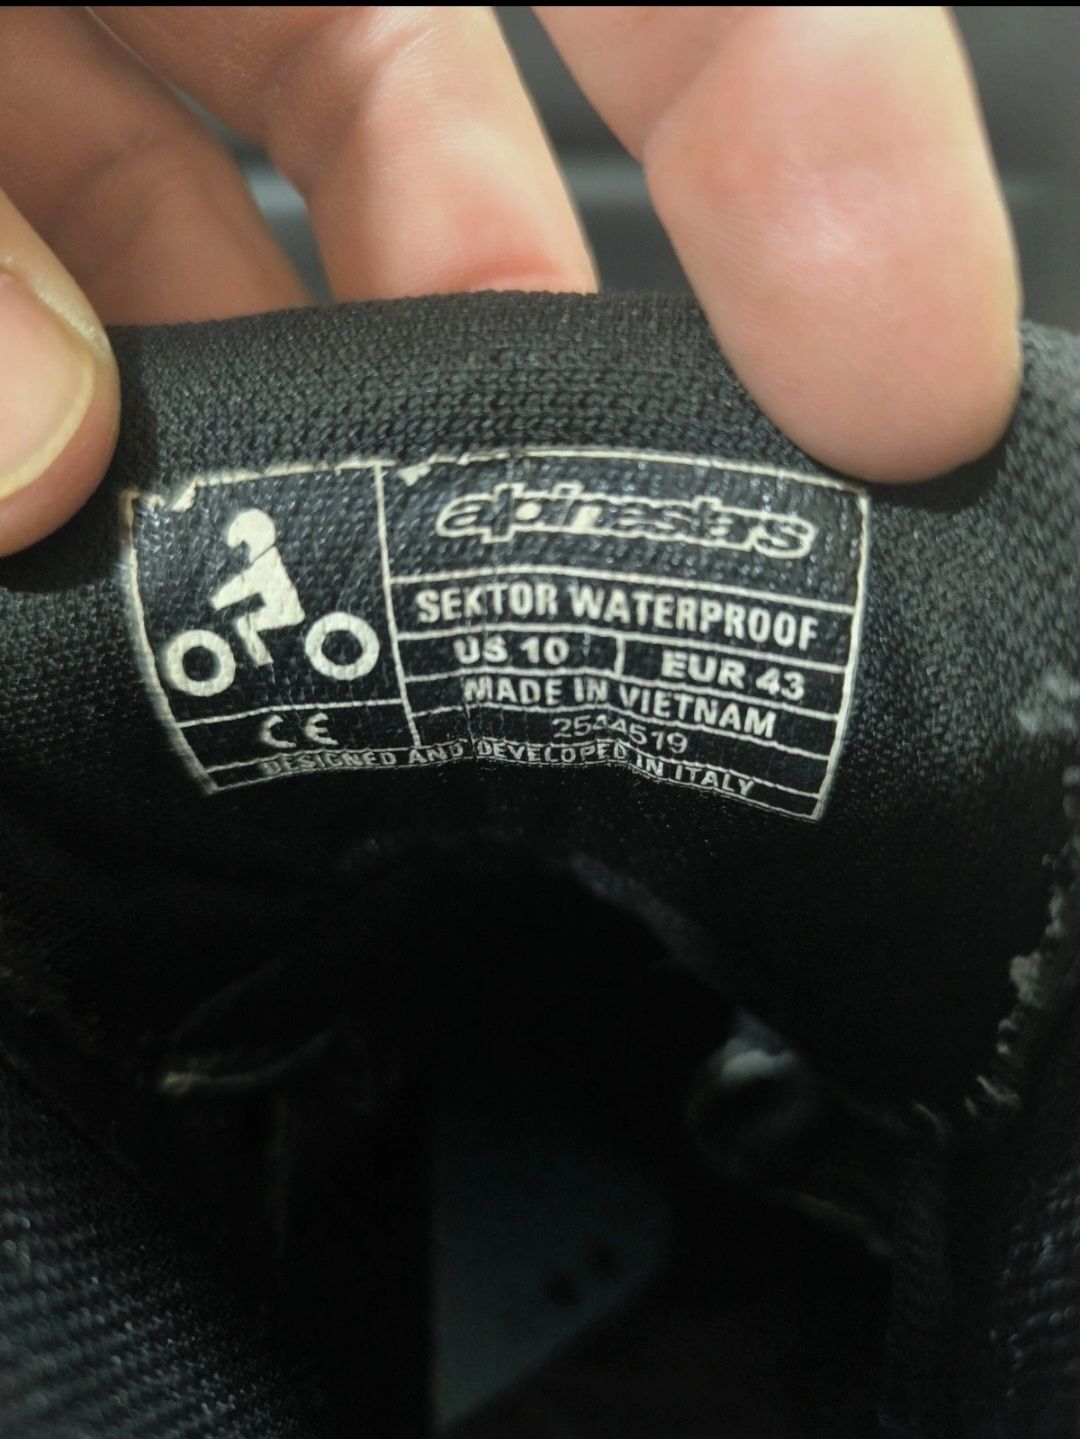 alpinestars
SEKTOR WATERPROOF
US 10 EUR 43
MADE IN VIETNAM
2544519
CE
DESIGNED AND DEVELOPED IN ITALY